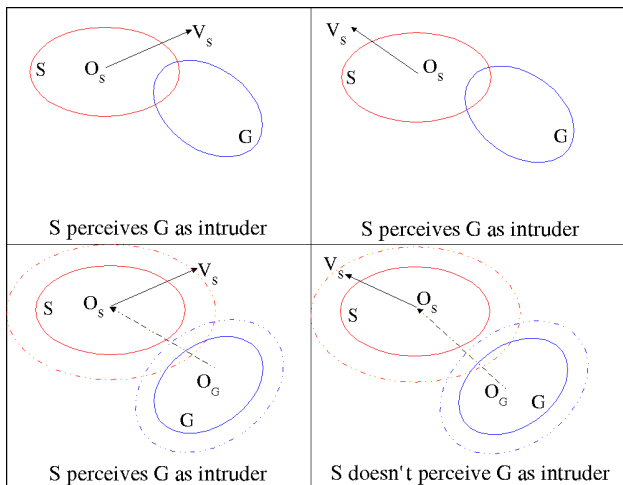 V_S
S
O_S
G
S perceives G as intruder
V_S
O_S
S
G
S perceives G as intruder
V_S
O_S
S
O_G
G
S perceives G as intruder
V_S
O_S
S
O_G
G
S doesn't perceive G as intruder